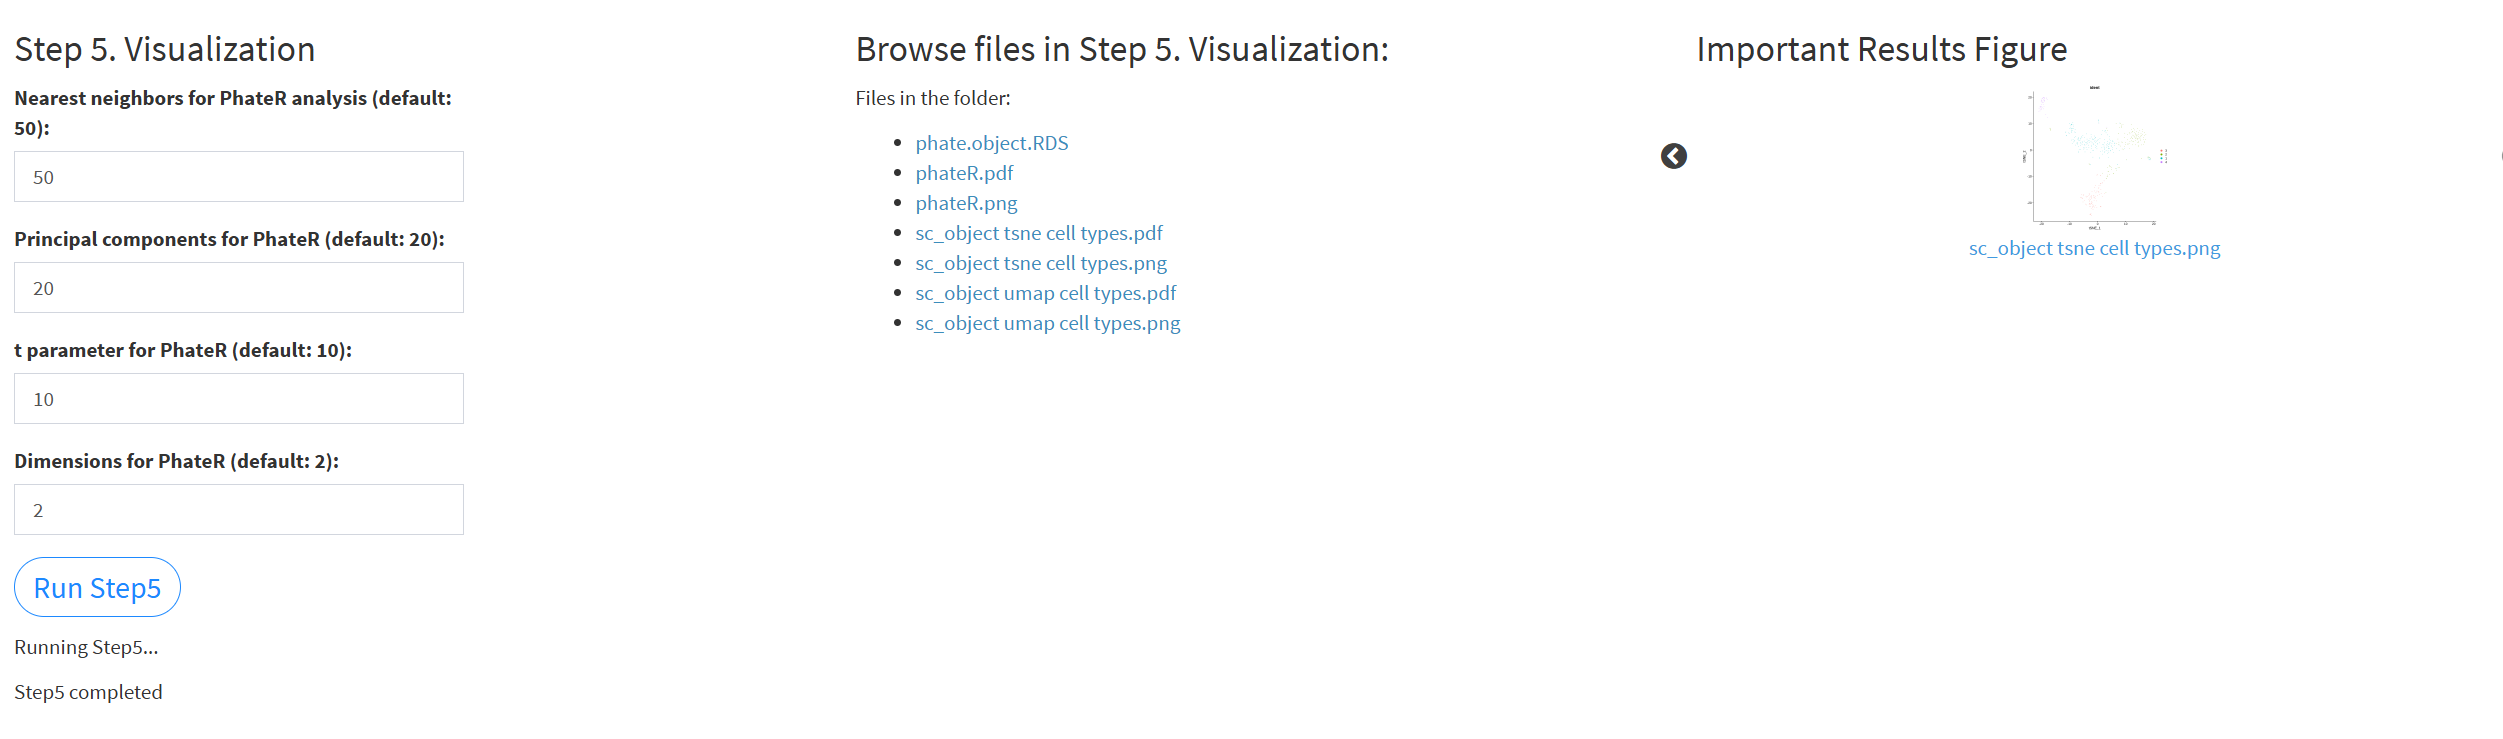 Step 5. Visualization
Nearest neighbors for PhateR analysis (default:
50):
50
Principal components for PhateR (default: 20):
20
t parameter for PhateR (default: 10):
10
Dimensions for PhateR (default: 2):
2
Run Step5
Running Step5...
Step5 completed
Browse files in Step 5. Visualization:
Files in the folder:
phate.object.RDS
phateR.pdf
phateR.png
sc_object tsne cell types.pdf
sc_object tsne cell types.png
sc_object umap cell types.pdf
sc_object umap cell types.png
Important Results Figure
sc_object tsne cell types.png